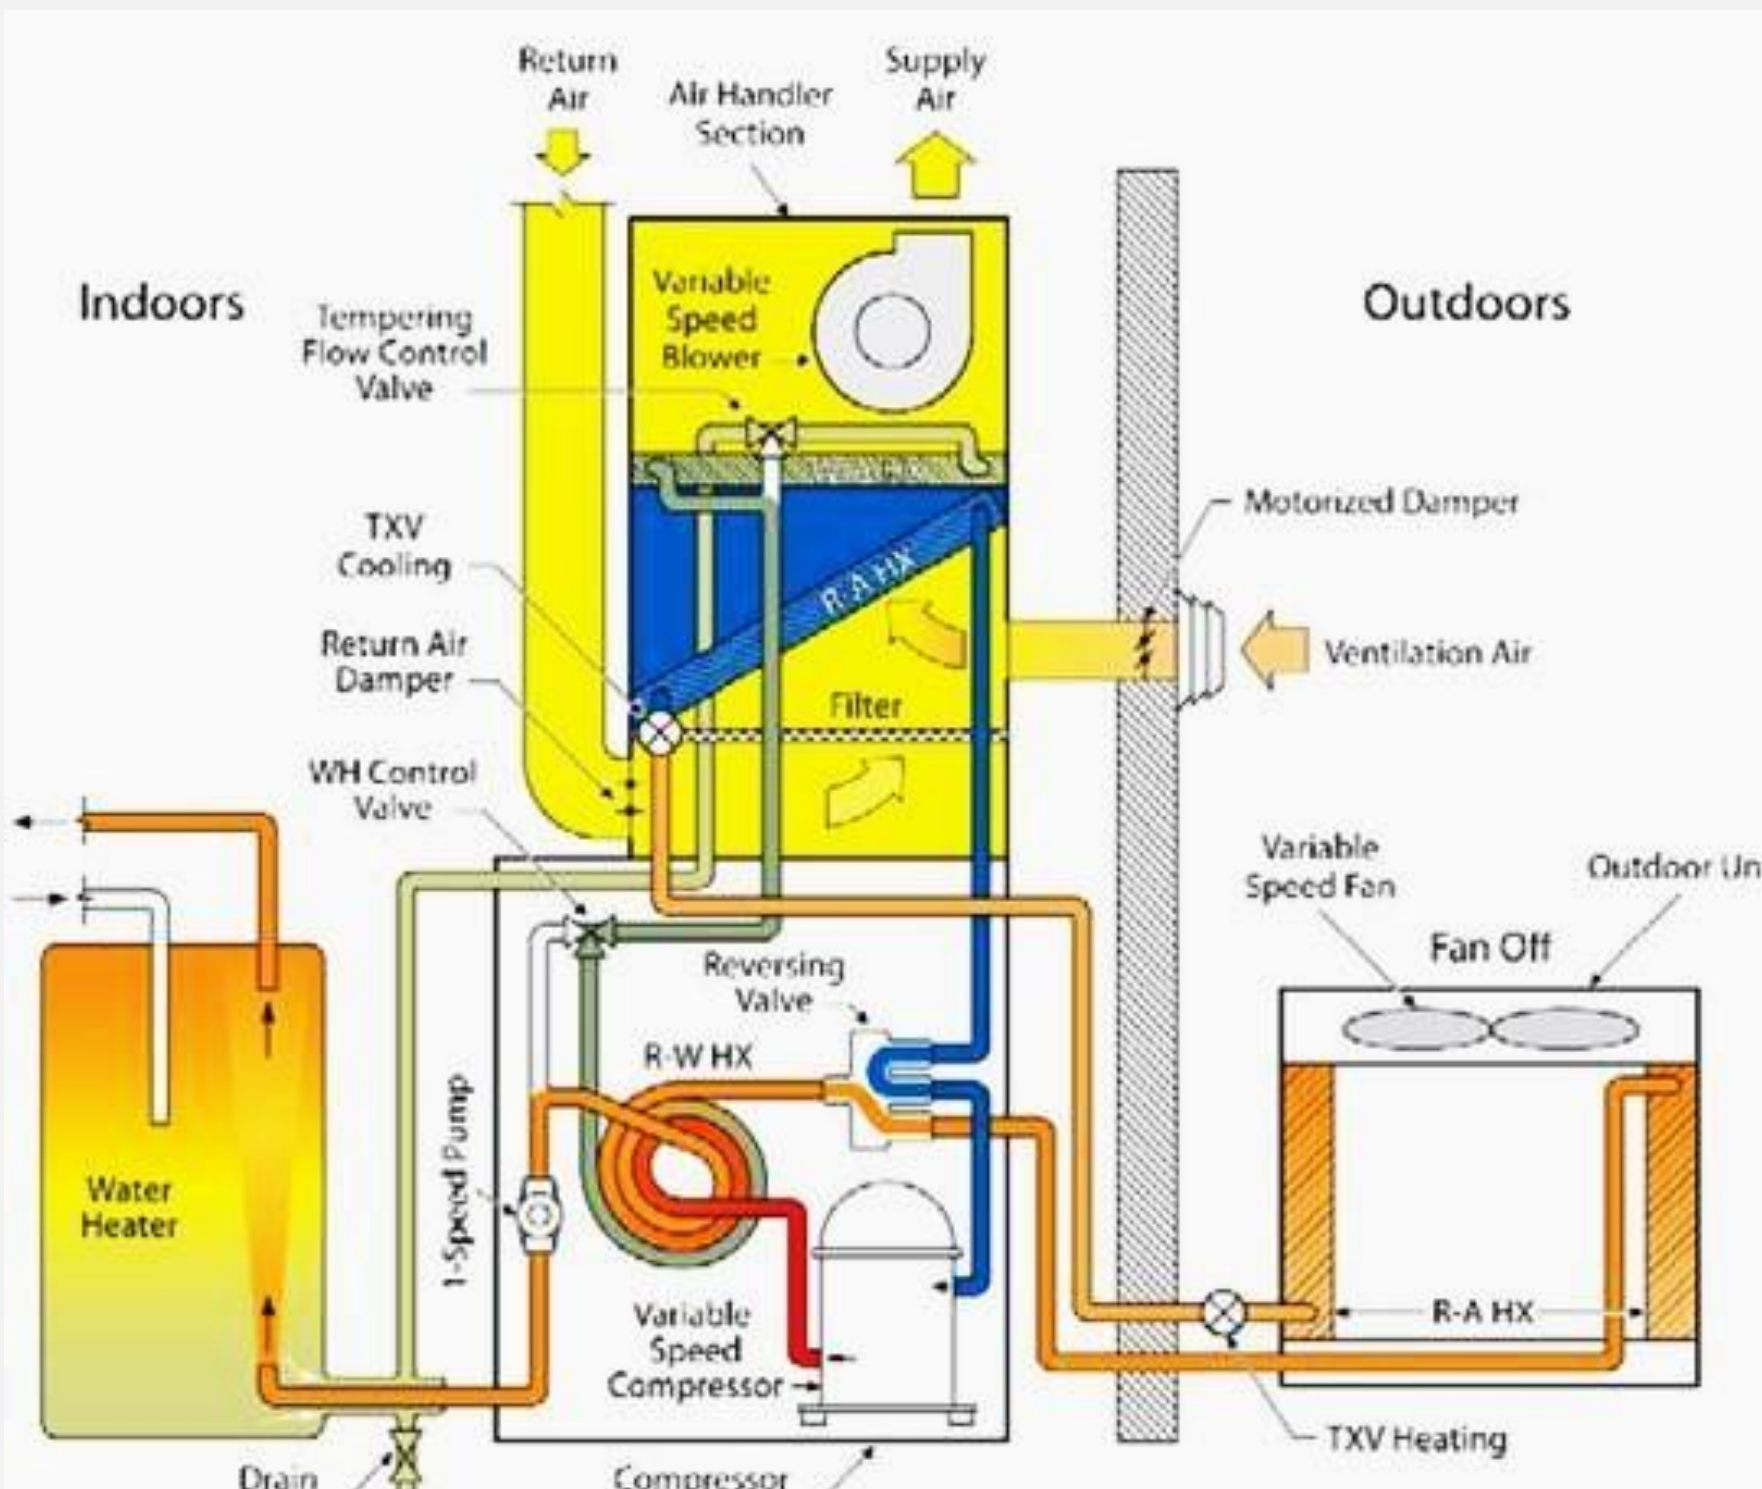 Return
Air
Air Handler
Section
Supply
Air
Indoors
Outdoors
Variable
Speed
Blower
Tempering
Flow Control
Valve
Motorized Damper
TXV
Cooling
R-A HX
Return Air
Damper
Ventilation Air
Filter
WH Control
Valve
Variable
Speed Fan
Outdoor Un
Fan Off
Reversing
Valve
R-W HX
1-Speed Pump
Water
Heater
Variable
Speed
Compressor
R-A HX
TXV Heating
Drain
Compressor